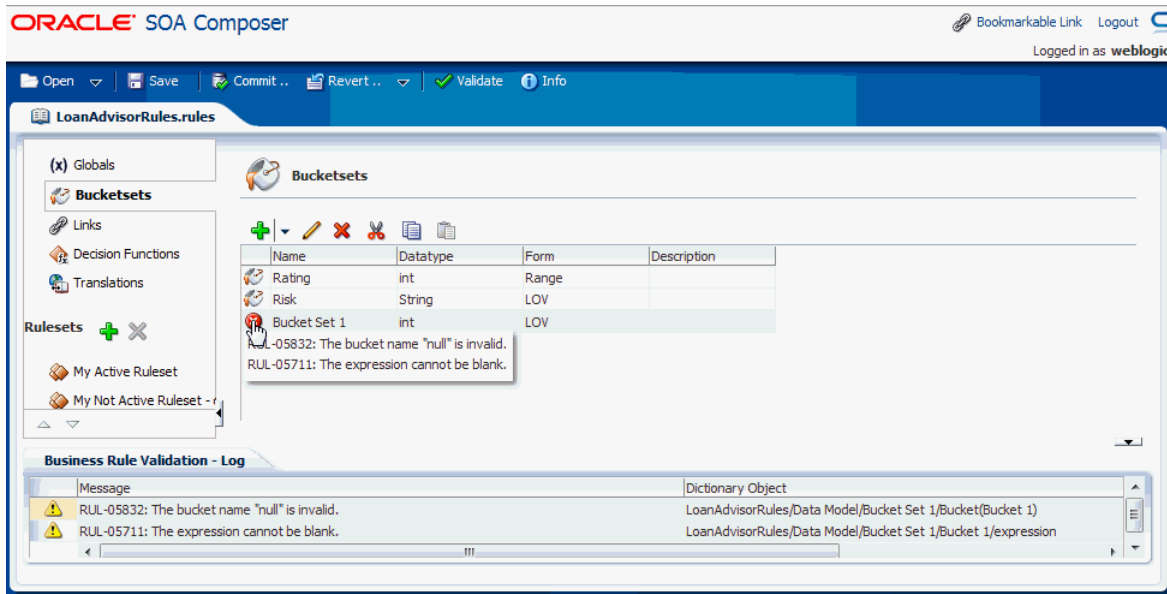 ORACLE SOA Composer
Bookmarkable Link Logout
Logged in as weblogic
Open Save Commit .. Revert .. Validate Info
LoanAdvisorRules.rules
(x) Globals
Bucketsets
Links
Decision Functions
Translations
Rulesets
My Active Ruleset
My Not Active Ruleset -
Bucketsets
Name Datatype Form Description
Rating int Range
Risk String LOV
Bucket Set 1 int LOV
RUL-05832: The bucket name "null" is invalid.
RUL-05711: The expression cannot be blank.
Business Rule Validation - Log
Message Dictionary Object
RUL-05832: The bucket name "null" is invalid. LoanAdvisorRules/Data Model/Bucket Set 1/Bucket(Bucket 1)
RUL-05711: The expression cannot be blank. LoanAdvisorRules/Data Model/Bucket Set 1/Bucket 1/expression